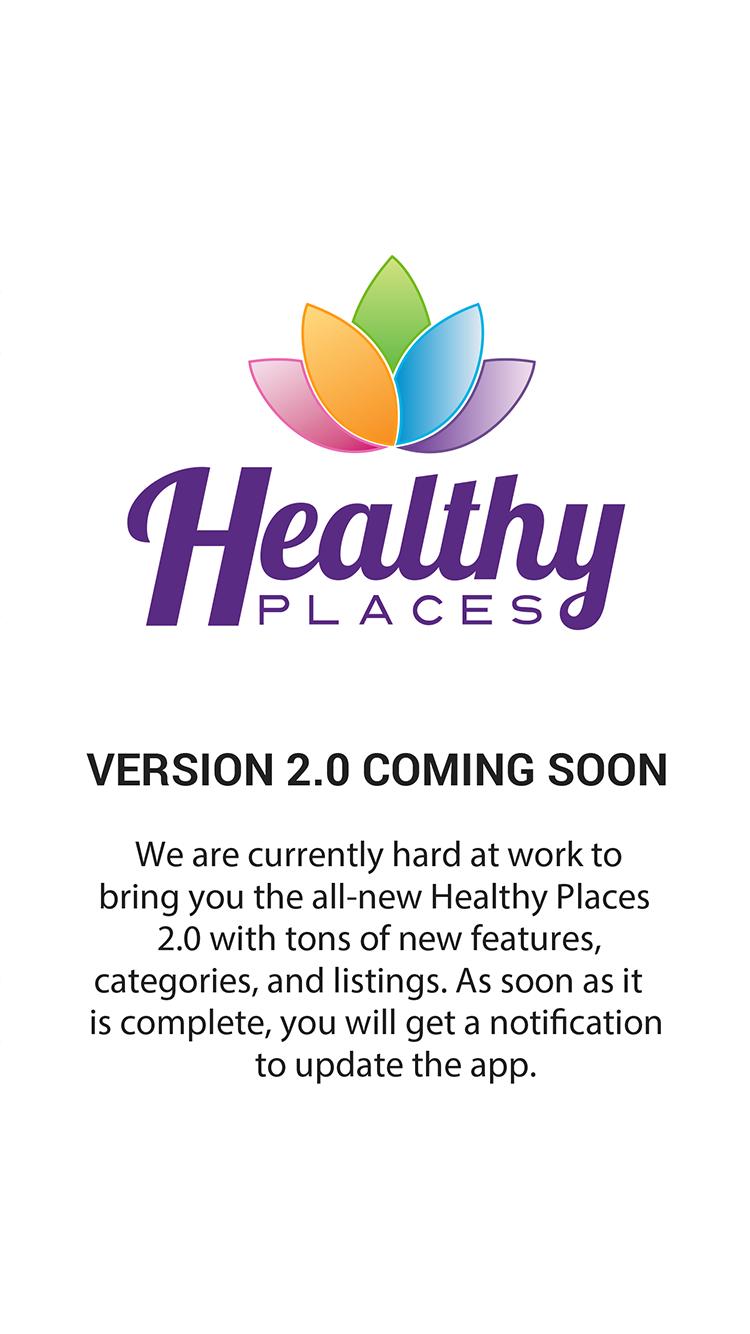 Healthy
PLACES
VERSION 2.0 COMING SOON
We are currently hard at work to
bring you the all-new Healthy Places
2.0 with tons of new features,
categories, and listings. As soon as it
is complete, you will get a notification
to update the app.